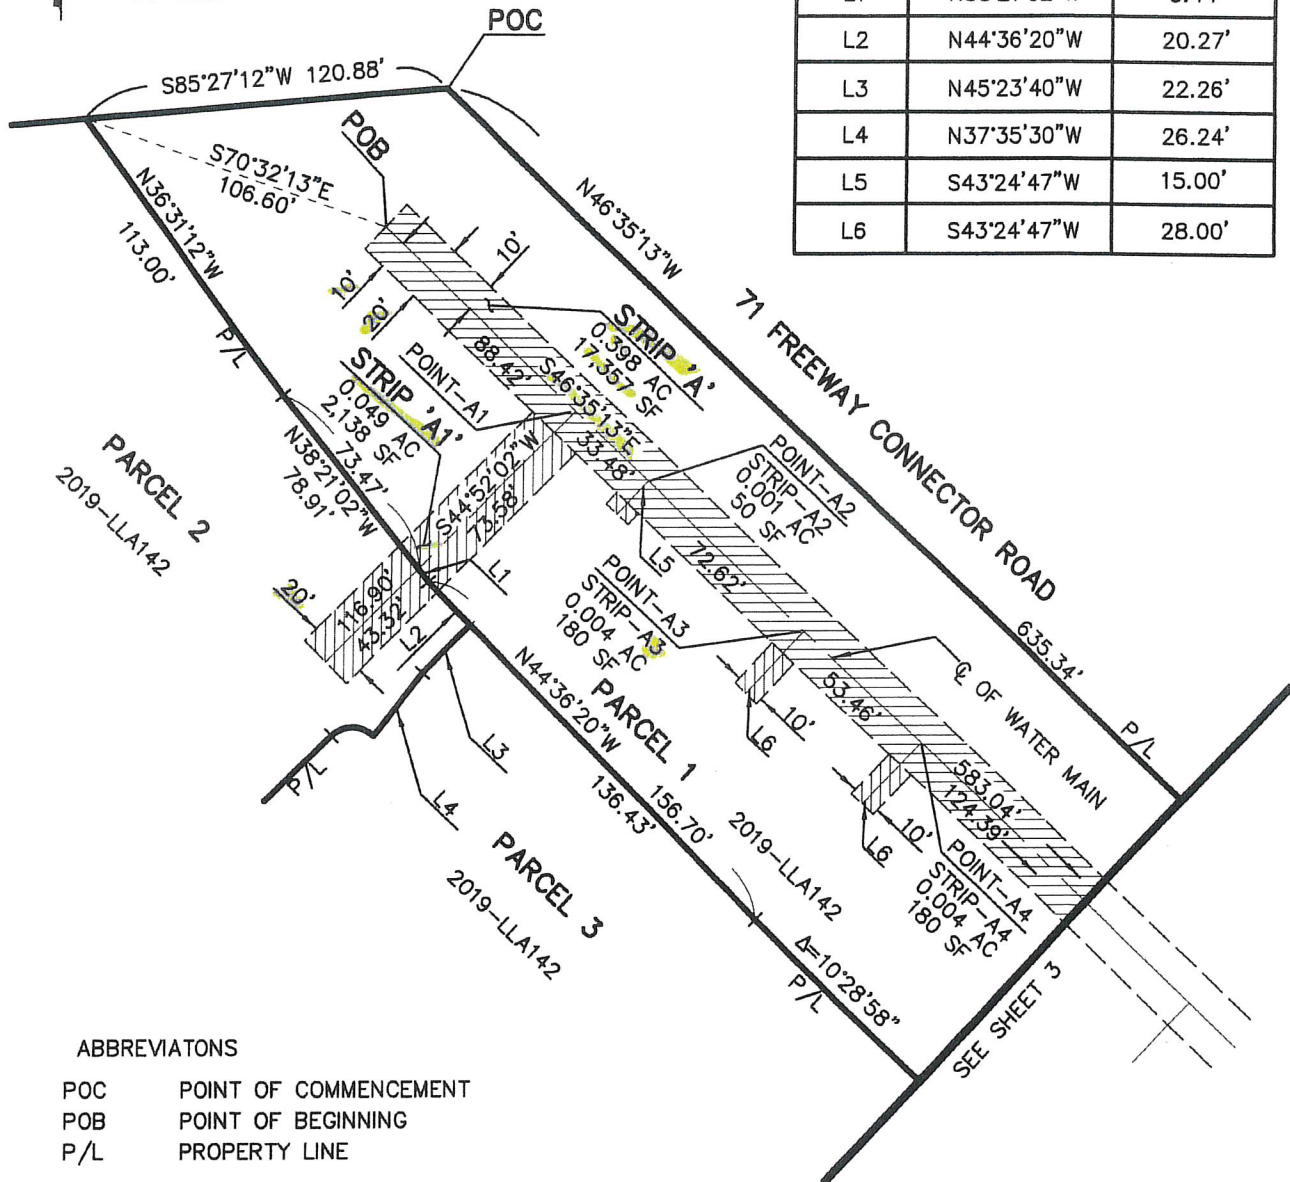 POC
S85°27'12"W 120.88'
L2 N44°36'20"W 20.27'
L3 N45°23'40"W 22.26'
L4 N37°35'30"W 26.24'
L5 S43°24'47"W 15.00'
L6 S43°24'47"W 28.00'
POB
S70°32'13"E
106.60'
N36°31'12"W
113.00'
P/L
N46°35'13"W
71 FREEWAY CONNECTOR ROAD
635.34'
P/L
10'
10'
20'
88.42'
STRIP 'A'
0.398 AC
17,357 SF
S46°35'13"E
33.48'
POINT-A1
STRIP 'A1'
0.049 AC
2,138 SF
73.47'
N38°21'02"W
78.91'
S44°52'02"W
73.58'
L1
PARCEL 2
2019-LLA142
20'
116.90'
43.32'
L2
POINT-A2
STRIP-A2
0.001 AC
50 SF
L5
72.62'
POINT-A3
STRIP-A3
0.004 AC
180 SF
℄ OF WATER MAIN
53.46'
10'
L6
N44°36'20"W
PARCEL 1
136.43'
156.70'
2019-LLA142
L3
L4
P/L
PARCEL 3
2019-LLA142
583.04'
124.39'
10'
L6
POINT-A4
STRIP-A4
0.004 AC
180 SF
Δ=10°28'58"
P/L
SEE SHEET 3
ABBREVIATONS
POC POINT OF COMMENCEMENT
POB POINT OF BEGINNING
P/L PROPERTY LINE